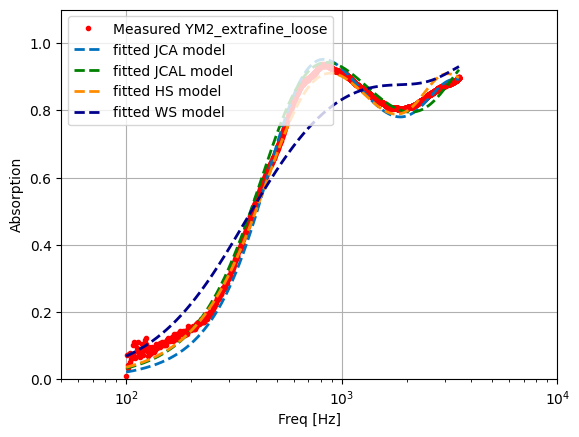 Measured YM2_extrafine_loose
fitted JCA model
fitted JCAL model
fitted HS model
fitted WS model
1.0
0.8
0.6
0.4
0.2
0.0
Absorption
10²
10³
10⁴
Freq [Hz]